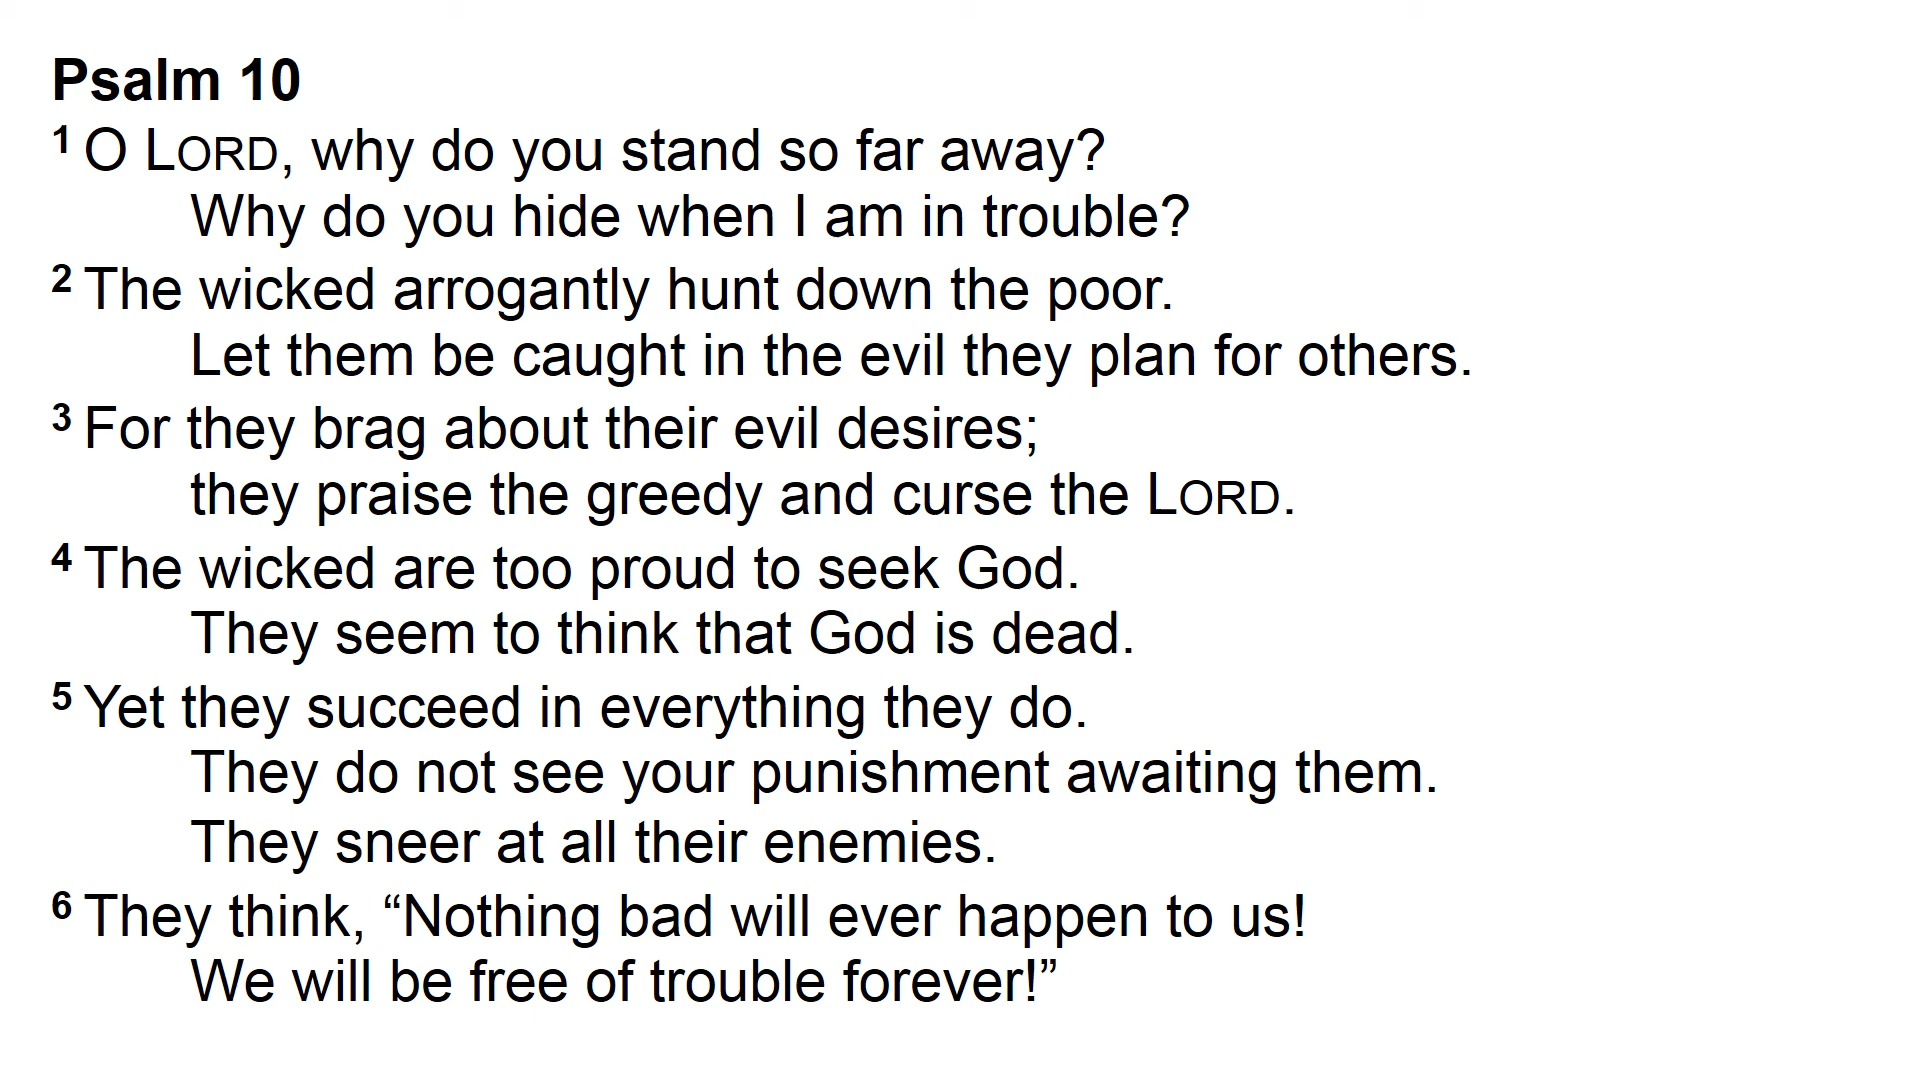 Psalm 10
1 O LORD, why do you stand so far away?
Why do you hide when I am in trouble?
2 The wicked arrogantly hunt down the poor.
Let them be caught in the evil they plan for others.
3 For they brag about their evil desires;
they praise the greedy and curse the LORD.
4 The wicked are too proud to seek God.
They seem to think that God is dead.
5 Yet they succeed in everything they do.
They do not see your punishment awaiting them.
They sneer at all their enemies.
6 They think, “Nothing bad will ever happen to us!
We will be free of trouble forever!”